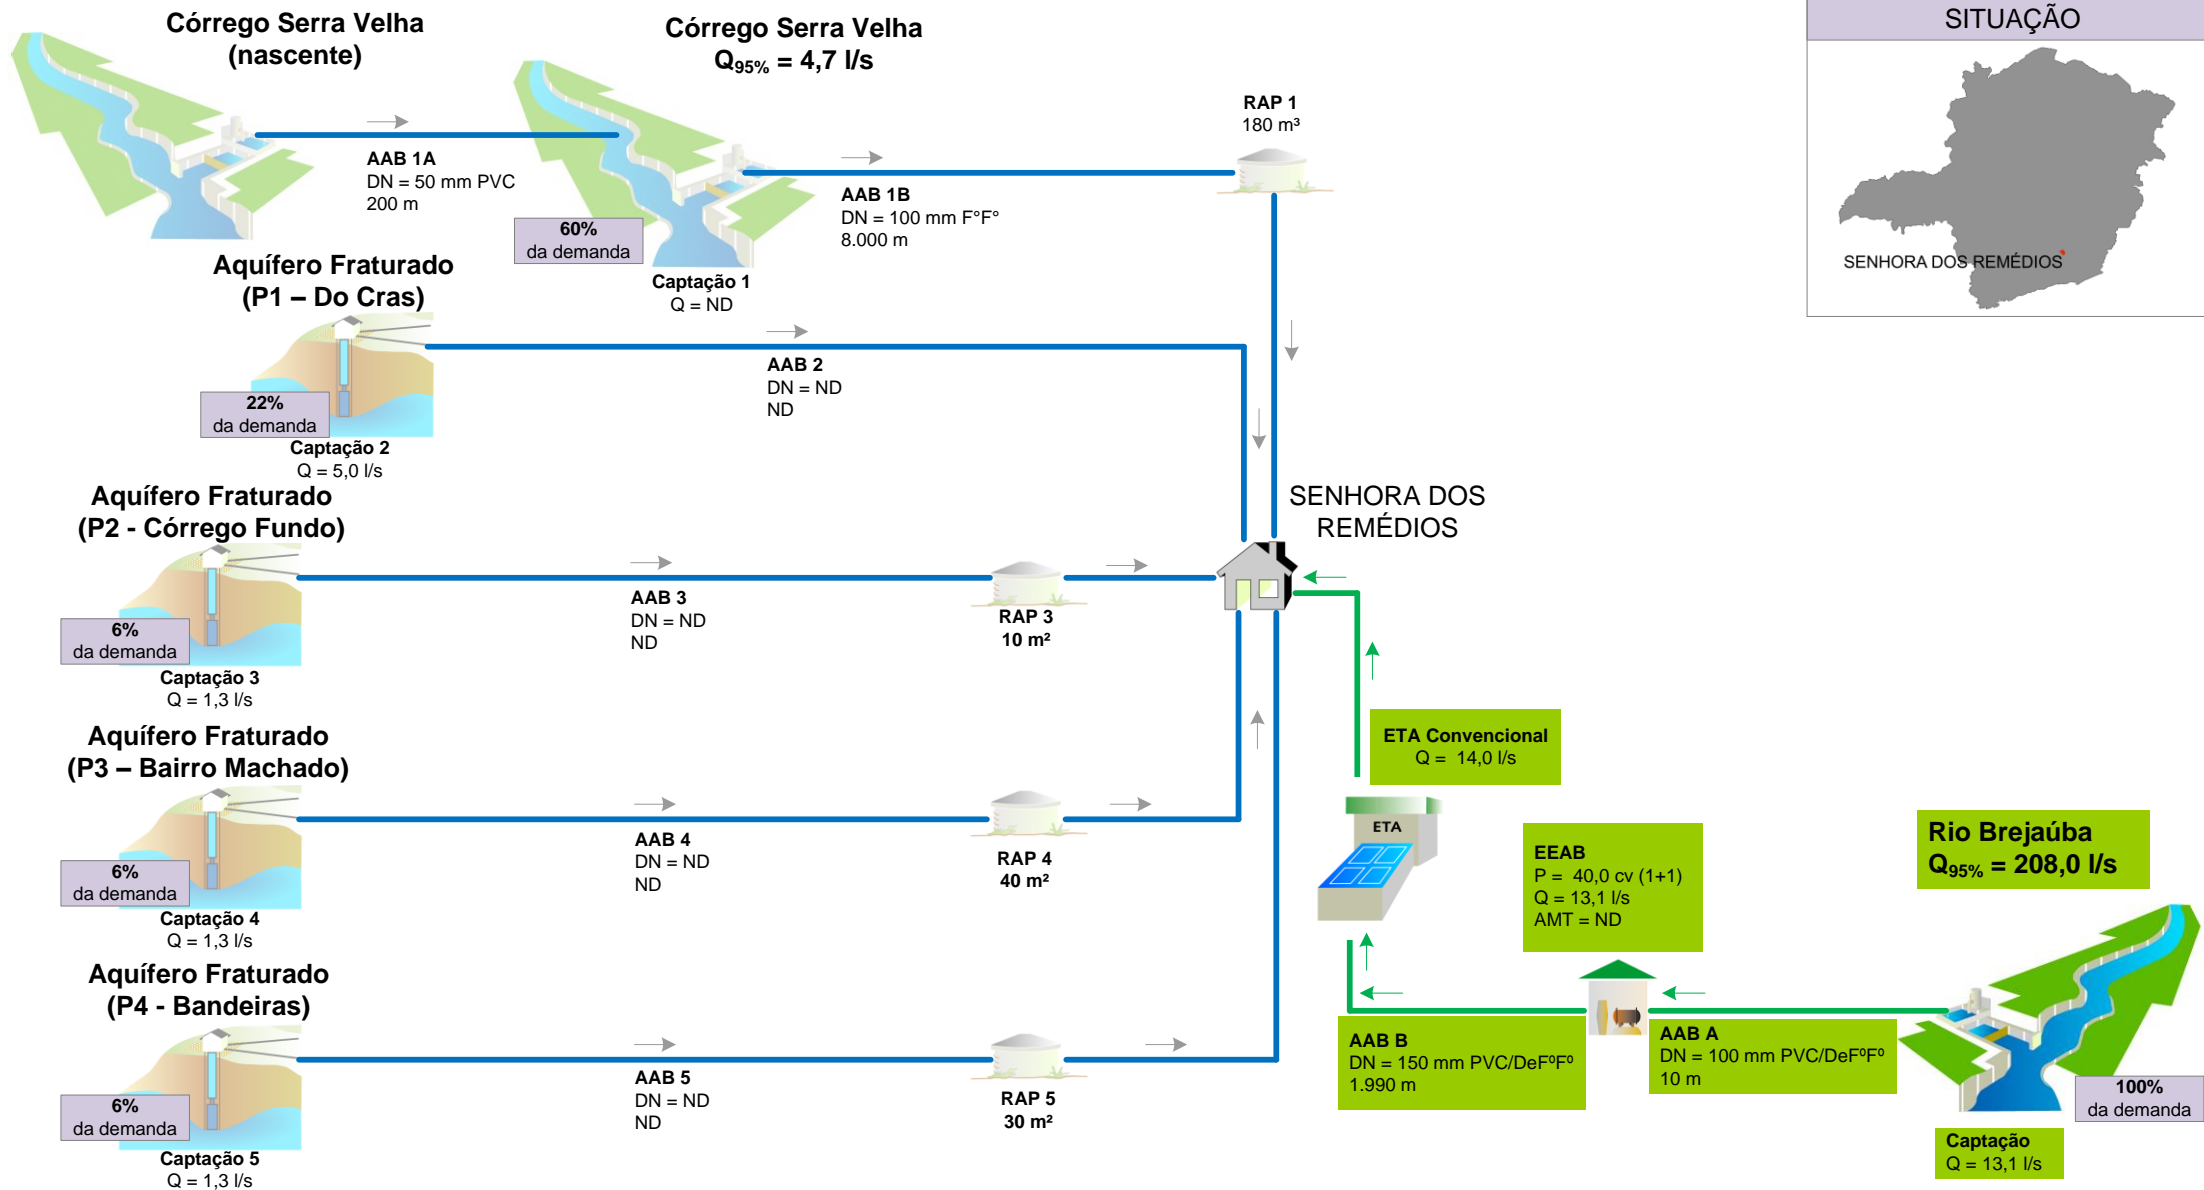 Córrego Serra Velha
(nascente)
Córrego Serra Velha
Q95% = 4,7 l/s
SITUAÇÃO
SENHORA DOS REMÉDIOS
RAP 1
180 m³
AAB 1A
DN = 50 mm PVC
200 m
AAB 1B
DN = 100 mm F°F°
8.000 m
60%
da demanda
Captação 1
Q = ND
Aquífero Fraturado
(P1 – Do Cras)
AAB 2
DN = ND
ND
22%
da demanda
Captação 2
Q = 5,0 l/s
Aquífero Fraturado
(P2 - Córrego Fundo)
SENHORA DOS
REMÉDIOS
AAB 3
DN = ND
ND
RAP 3
10 m²
6%
da demanda
Captação 3
Q = 1,3 l/s
Aquífero Fraturado
(P3 – Bairro Machado)
AAB 4
DN = ND
ND
RAP 4
40 m²
6%
da demanda
Captação 4
Q = 1,3 l/s
Aquífero Fraturado
(P4 - Bandeiras)
AAB 5
DN = ND
ND
RAP 5
30 m²
6%
da demanda
Captação 5
Q = 1,3 l/s
ETA Convencional
Q = 14,0 l/s
ETA
EEAB
P = 40,0 cv (1+1)
Q = 13,1 l/s
AMT = ND
Rio Brejaúba
Q95% = 208,0 l/s
AAB B
DN = 150 mm PVC/DeFºFº
1.990 m
AAB A
DN = 100 mm PVC/DeFºFº
10 m
100%
da demanda
Captação
Q = 13,1 l/s